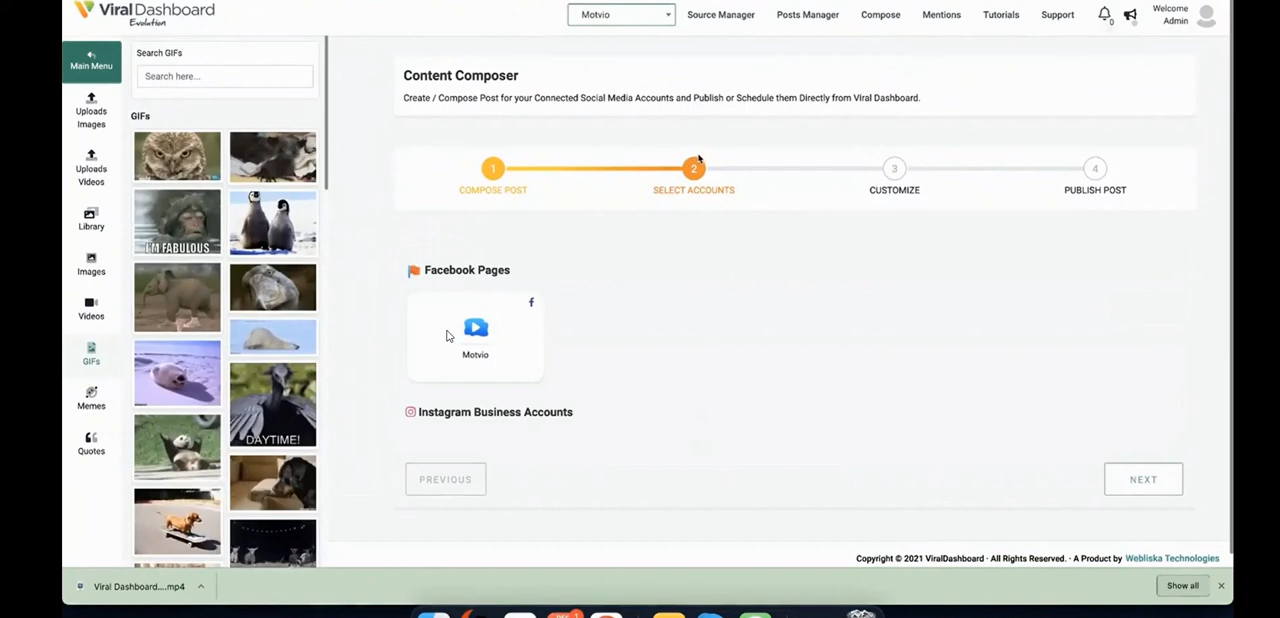 ViralDashboard
Evolution
Motvio
Source Manager
Posts Manager
Compose
Mentions
Tutorials
Support
0
Welcome
Admin
Main Menu
Uploads
Images
Uploads
Videos
Library
Images
Videos
GIFs
Memes
Quotes
Search GIFs
Search here...
GIFs
I'M FABULOUS
DAYTIME!
Content Composer
Create / Compose Post for your Connected Social Media Accounts and Publish or Schedule them Directly from Viral Dashboard.
1
2
3
4
COMPOSE POST
SELECT ACCOUNTS
CUSTOMIZE
PUBLISH POST
Facebook Pages
Motvio
Instagram Business Accounts
PREVIOUS
NEXT
Copyright © 2021 ViralDashboard - All Rights Reserved. - A Product by Webliska Technologies
Viral Dashboard....mp4
Show all